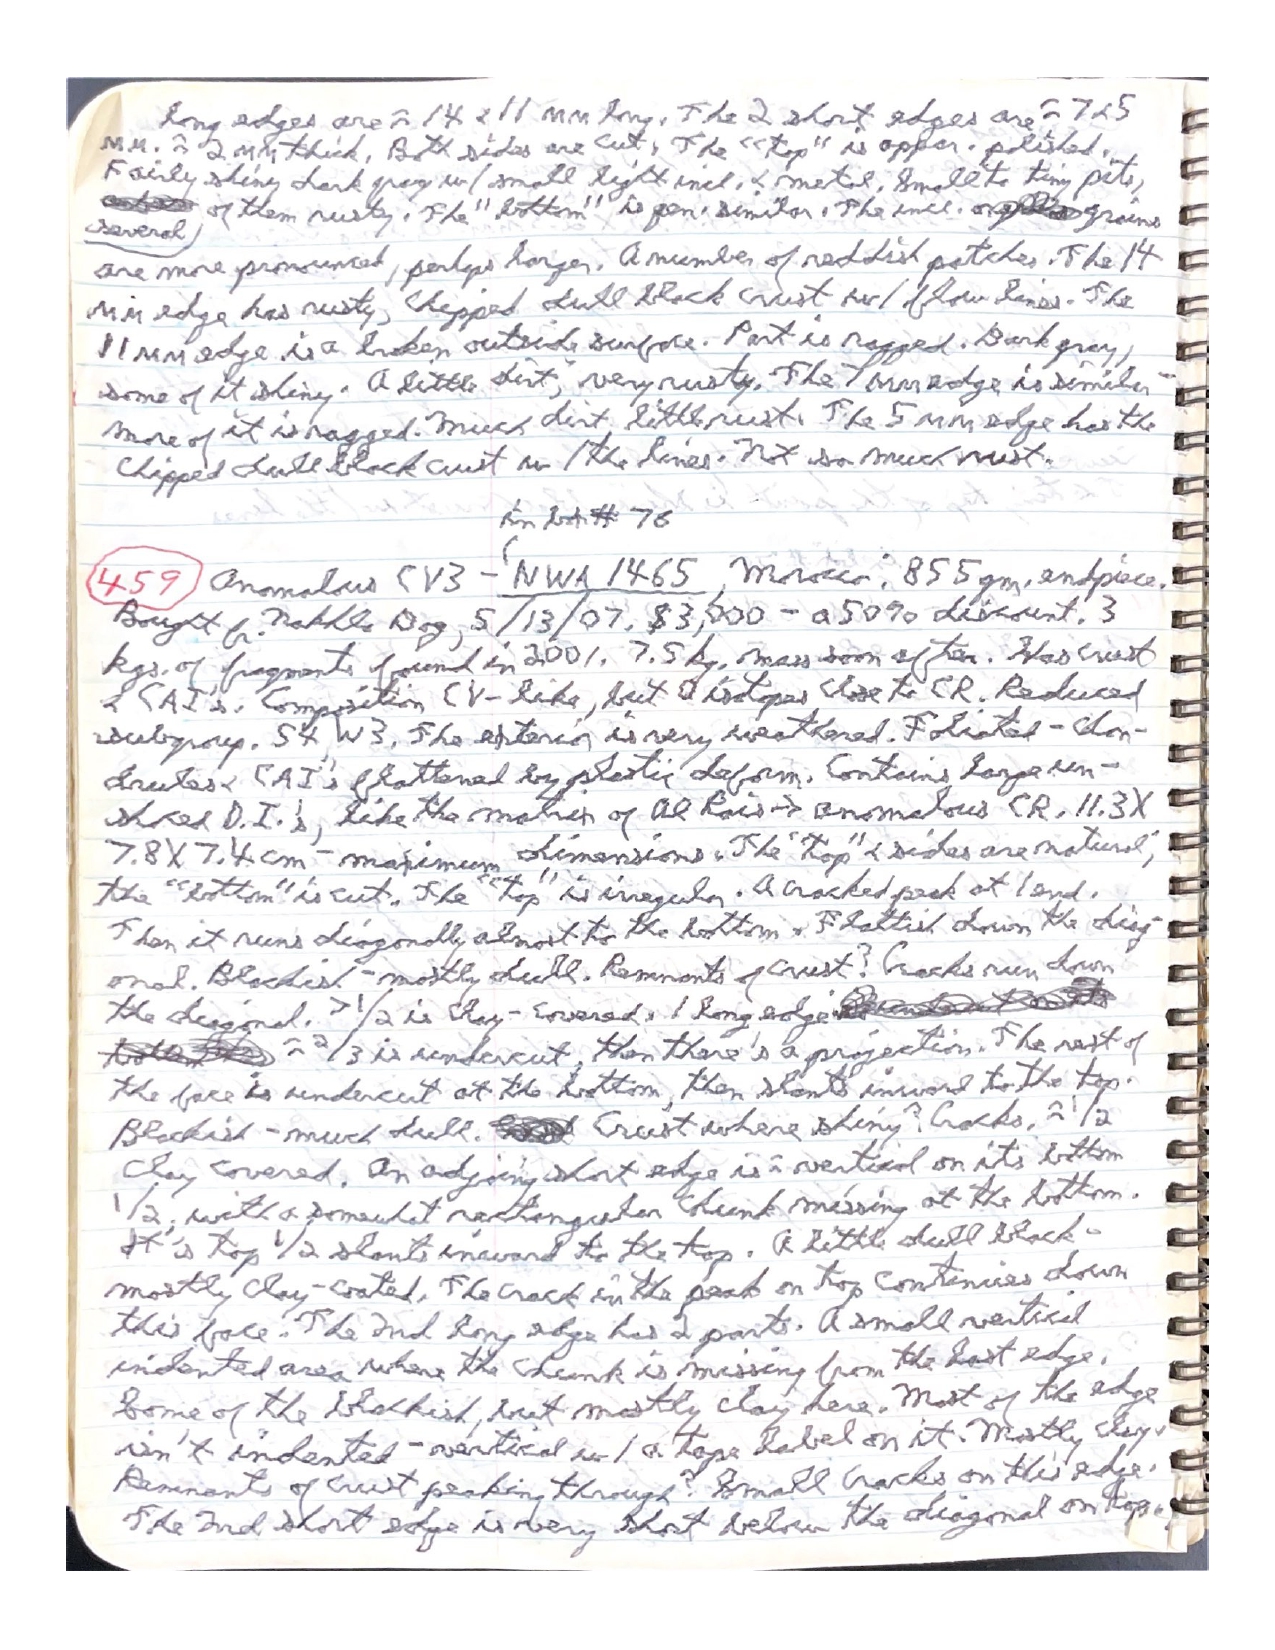 long edges are ≈ 14 & 11 mm long. The 2 short edges are ≈ 7 & 5
mm. ≈ 2 mm thick. Both sides are cut. The "top" is appar. polished.
Fairly shiny dark gray w/ small light incl. & metal. Small to tiny pits,
several of them rusty. The "bottom" is gen. similar. The incl. or grains
are more pronounced, perhaps larger. A number of reddish patches. The 14
mm edge has rusty, chipped dull black crust w/ flow lines. The
11 mm edge is a broken outside surface. Part is ragged. Dark gray,
some of it shiny. A little dirt, very rusty. The 7 mm edge is similar -
more of it is ragged. Much dirt little rust. The 5 mm edge has the
chipped dull black crust w/ the lines. Not so much rust.
In Lot # 76
459 Anomalous CV3 - NWA 1465, Morocco. 855 gm. endpiece.
Bought fr. Nakhla Dog, 5/13/07. $3,000 - a 50% discount. 3
kgs. of fragments found in 2001. 7.5 kg. mass soon after. Has crust
& CAI's. Composition CV-like, but O isotopes close to CR. Reduced
subgroup. S4, W3. The exterior is very weathered. Foliated - chon-
drules & CAI's flattened by plastic deform. Contains large un-
shocked D.I.'s, like the matrix of Al Rais → anomalous CR. 11.3 X
7.8 X 7.4 cm - maximum dimensions. The "top" & sides are natural,
the "bottom" is cut. The "top" is irregular. A cracked peak at 1 end.
Then it runs diagonally almost to the bottom. Flattish down the diag-
onal. Blackish - mostly dull. Remnants of crust? Cracks run down
the diagonal. > 1/2 is clay-covered. 1 long edge
≈ 2/3 is undercut, then there's a projection. The rest of
the face is undercut at the bottom, then slants inward to the top.
Blackish - much dull. Crust where shiny? Cracks. ≈ 1/2
clay covered. An adjoing short edge is ≈ vertical on it's bottom
1/2, with a somewhat rectangular chunk missing at the bottom.
It's top 1/2 slants inward to the top. A little dull black -
mostly clay-coated. The crack in the peak on top continues down
this face. The 2nd long edge has 2 parts. A small vertical
indented area where the chunk is missing from the last edge.
Some of the blackish, but mostly clay here. Most of the edge
isn't indented - vertical w/ a tape label on it. Mostly clay.
Remnants of crust peaking through? Small cracks on this edge.
The 2nd short edge is very short below the diagonal on top.